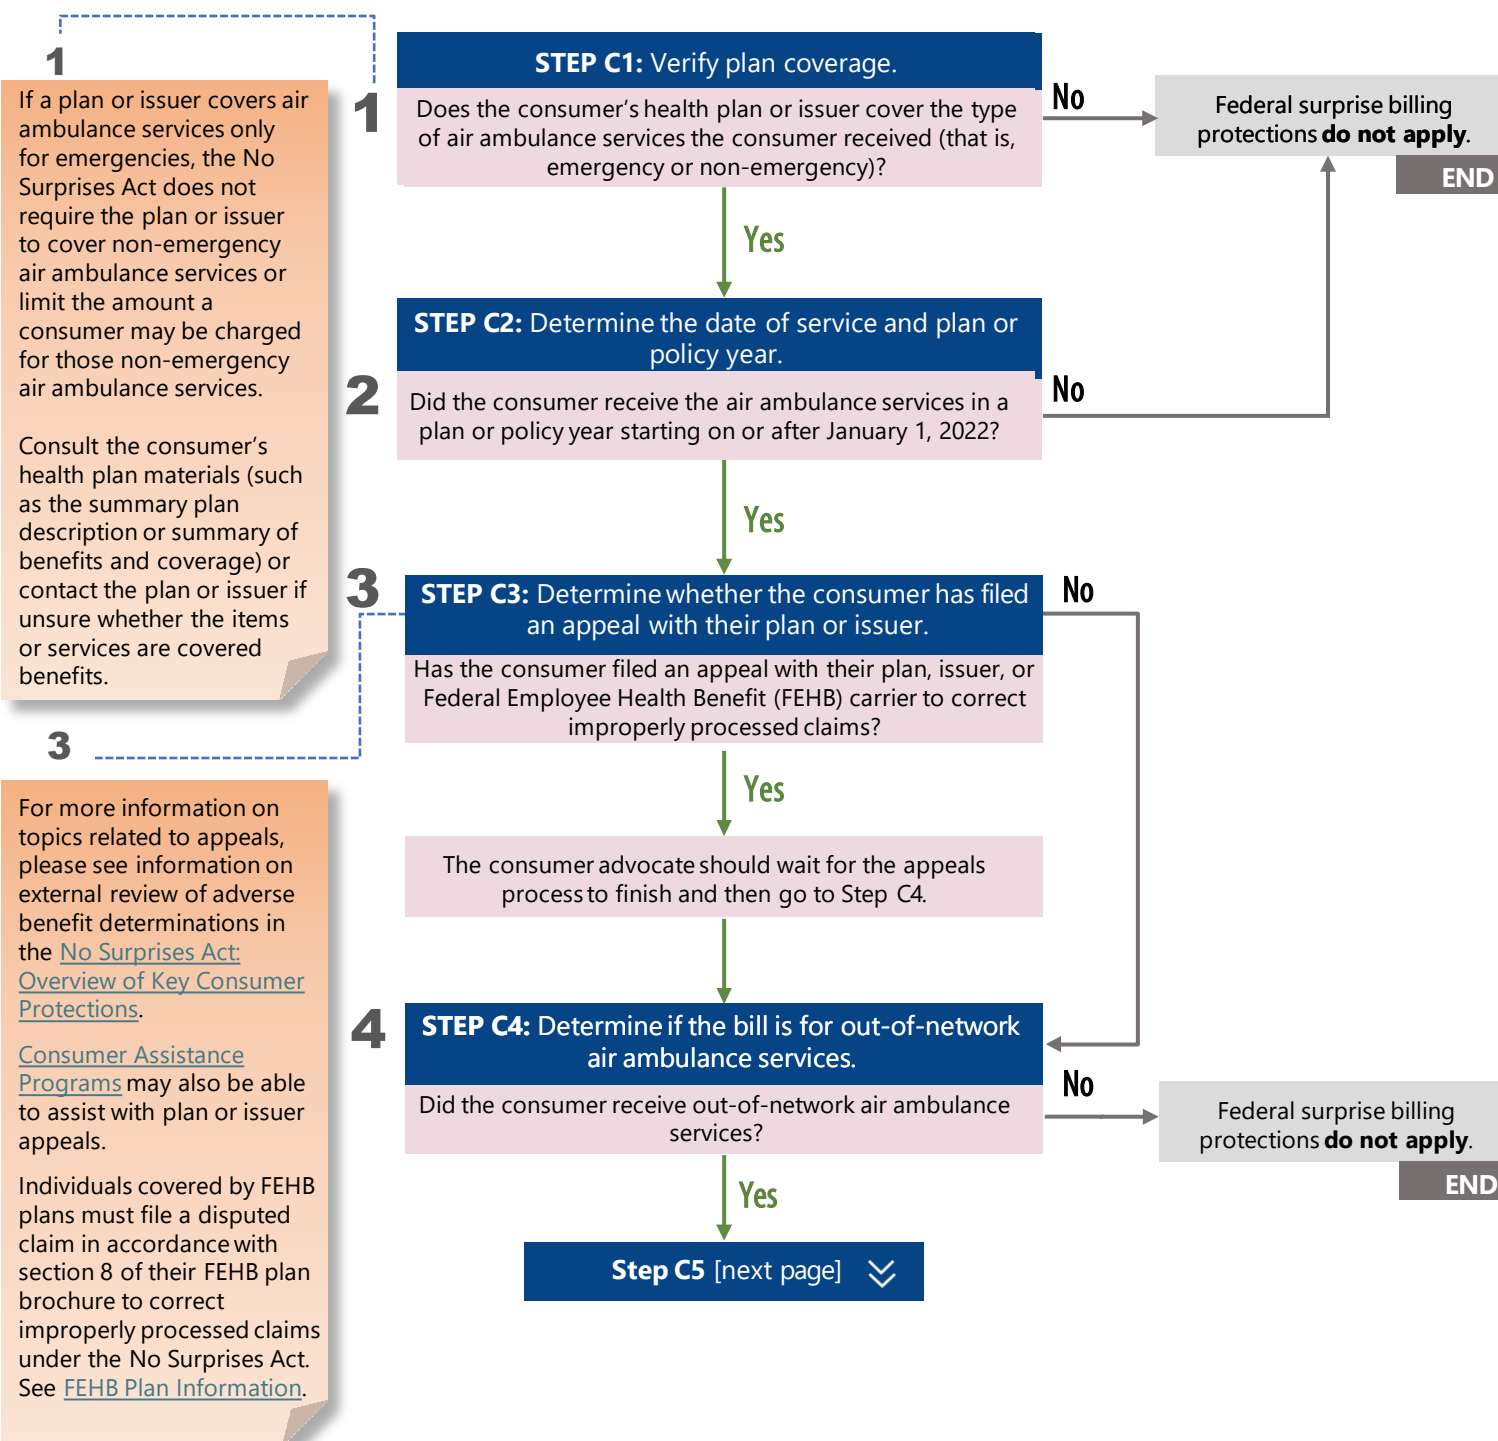 1
If a plan or issuer covers air
ambulance services only
for emergencies, the No
Surprises Act does not
require the plan or issuer
to cover non-emergency
air ambulance services or
limit the amount a
consumer may be charged
for those non-emergency
air ambulance services.
Consult the consumer’s
health plan materials (such
as the summary plan
description or summary of
benefits and coverage) or
contact the plan or issuer if
unsure whether the items
or services are covered
benefits.
3
For more information on
topics related to appeals,
please see information on
external review of adverse
benefit determinations in
the No Surprises Act:
Overview of Key Consumer
Protections.
Consumer Assistance
Programs may also be able
to assist with plan or issuer
appeals.
Individuals covered by FEHB
plans must file a disputed
claim in accordance with
section 8 of their FEHB plan
brochure to correct
improperly processed claims
under the No Surprises Act.
See FEHB Plan Information.
1
STEP C1: Verify plan coverage.
Does the consumer’s health plan or issuer cover the type
of air ambulance services the consumer received (that is,
emergency or non-emergency)?
No
Federal surprise billing
protections do not apply.
END
Yes
2
STEP C2: Determine the date of service and plan or
policy year.
Did the consumer receive the air ambulance services in a
plan or policy year starting on or after January 1, 2022?
No
Yes
3
STEP C3: Determine whether the consumer has filed
an appeal with their plan or issuer.
Has the consumer filed an appeal with their plan, issuer, or
Federal Employee Health Benefit (FEHB) carrier to correct
improperly processed claims?
No
Yes
The consumer advocate should wait for the appeals
process to finish and then go to Step C4.
4
STEP C4: Determine if the bill is for out-of-network
air ambulance services.
Did the consumer receive out-of-network air ambulance
services?
No
Federal surprise billing
protections do not apply.
END
Yes
Step C5 [next page]